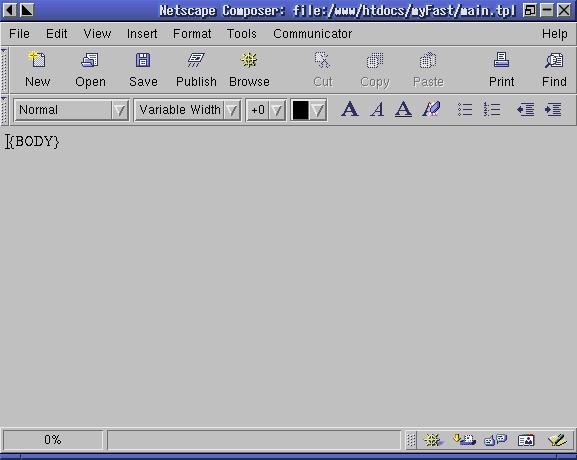 Netscape Composer: file:/www/htdocs/myFast/main.tpl
File Edit View Insert Format Tools Communicator Help
New Open Save Publish Browse Cut Copy Paste Print Find
Normal Variable Width +0 A A A A
{BODY}
0%